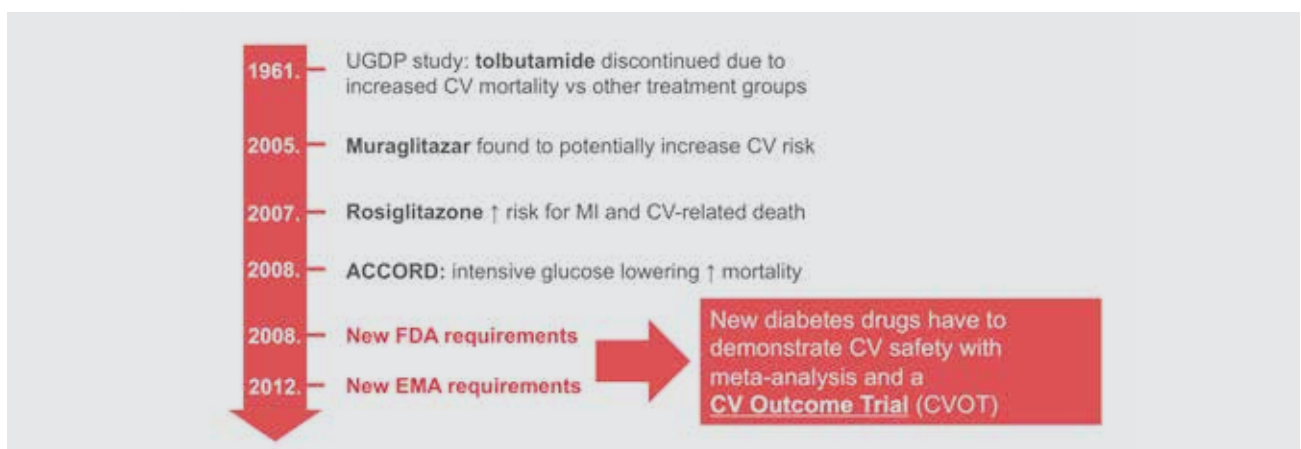 1961.
UGDP study: tolbutamide discontinued due to
increased CV mortality vs other treatment groups
2005.
Muraglitazar found to potentially increase CV risk
2007.
Rosiglitazone ↑ risk for MI and CV-related death
2008.
ACCORD: intensive glucose lowering ↑ mortality
2008.
New FDA requirements
2012.
New EMA requirements
New diabetes drugs have to
demonstrate CV safety with
meta-analysis and a
CV Outcome Trial (CVOT)